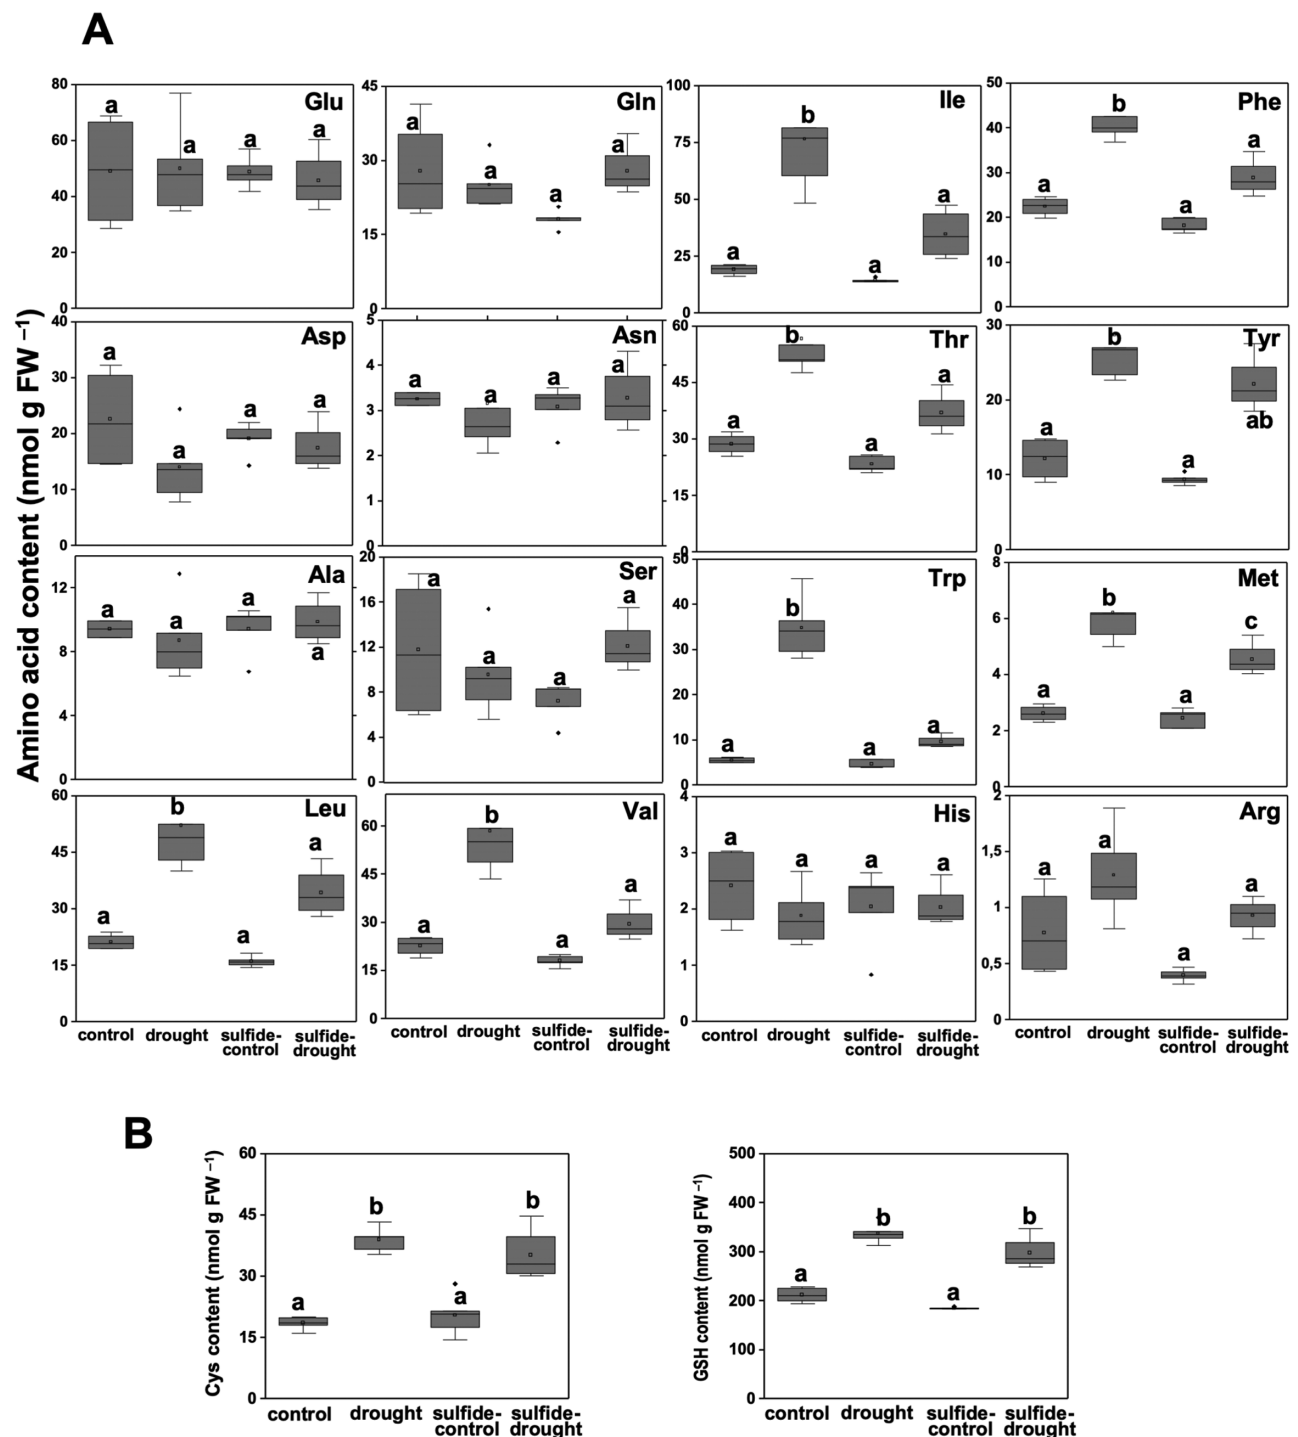 A
Amino acid content (nmol g FW –1)
80
60
40
20
0
Glu
a
a
a
a
45
30
15
0
Gln
a
a
a
a
100
75
50
25
0
Ile
a
b
a
a
50
40
30
20
10
0
Phe
a
b
a
a
40
30
20
10
0
Asp
a
a
a
a
5
4
3
2
1
0
Asn
a
a
a
a
60
45
30
15
0
Thr
a
b
a
a
30
20
10
0
Tyr
a
b
a
ab
12
8
4
0
Ala
a
a
a
a
20
16
12
8
4
0
Ser
a
a
a
a
50
40
30
20
10
0
Trp
a
b
a
a
8
6
4
2
0
Met
a
b
a
c
60
45
30
15
0
Leu
a
b
a
a
control
drought
sulfide-
control
sulfide-
drought
60
45
30
15
0
Val
a
b
a
a
control
drought
sulfide-
control
sulfide-
drought
4
3
2
1
0
His
a
a
a
a
control
drought
sulfide-
control
sulfide-
drought
2
1,5
1
0,5
0
Arg
a
a
a
a
control
drought
sulfide-
control
sulfide-
drought
B
Cys content (nmol g FW –1)
60
45
30
15
0
a
b
a
b
control
drought
sulfide-
control
sulfide-
drought
GSH content (nmol g FW –1)
500
400
300
200
100
0
a
b
a
b
control
drought
sulfide-
control
sulfide-
drought